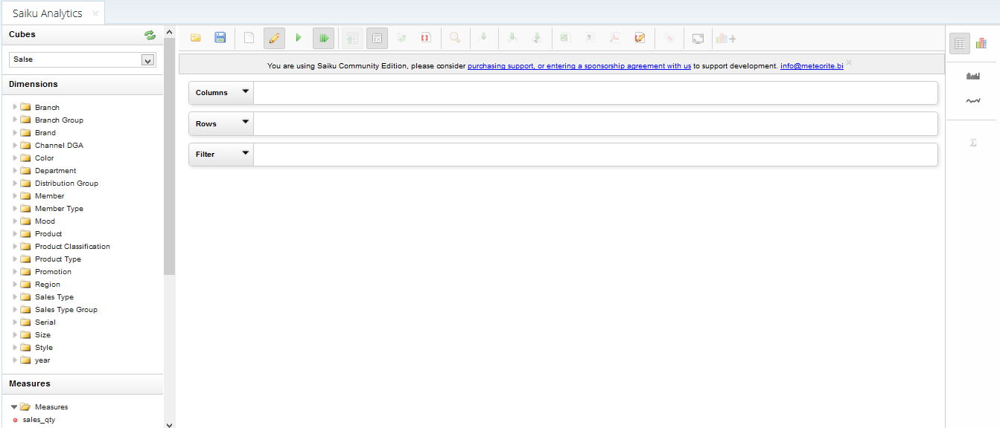 Saiku Analytics
Cubes
Salse
Dimensions
Branch
Branch Group
Brand
Channel DGA
Color
Department
Distribution Group
Member
Member Type
Mood
Product
Product Classification
Product Type
Promotion
Region
Sales Type
Sales Type Group
Serial
Size
Style
year
Measures
Measures
sales_qty
You are using Saiku Community Edition, please consider purchasing support, or entering a sponsorship agreement with us to support development. info@meteorite.bi
Columns
Rows
Filter
Σ